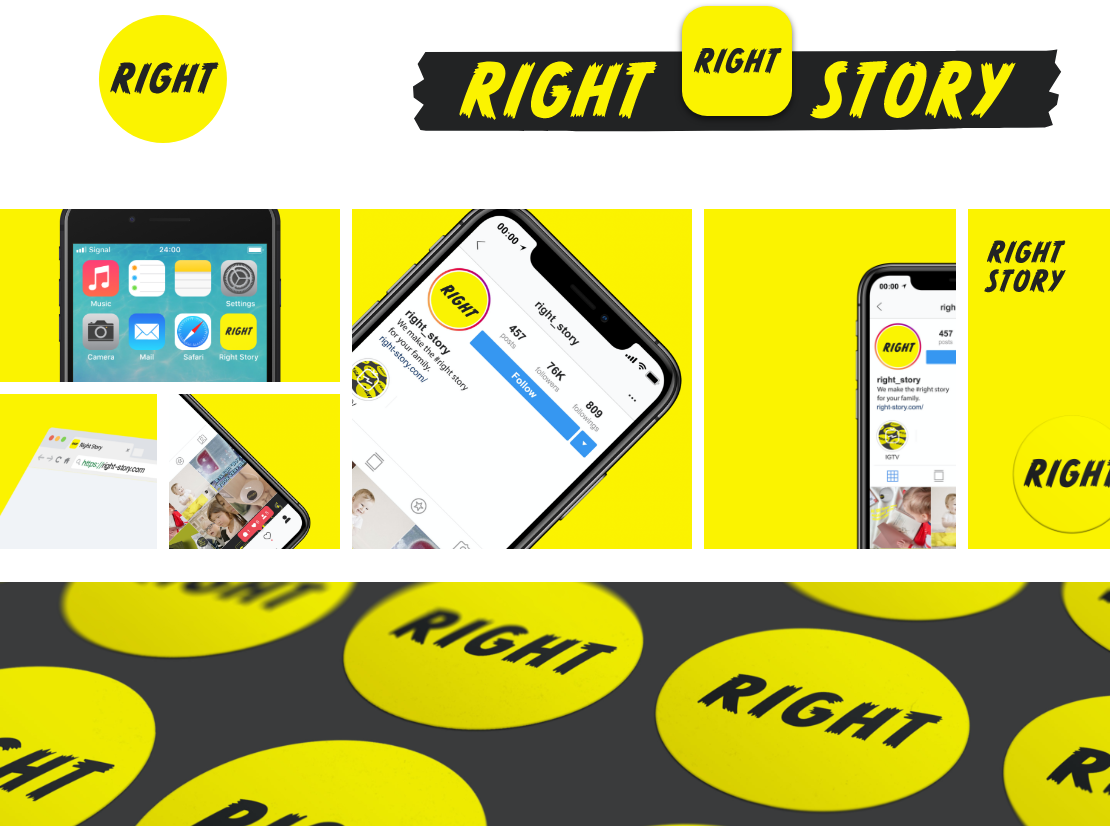 RIGHT
RIGHT
RIGHT
STORY
Signal
24:00
Music
Settings
Camera
Mail
Safari
RIGHT
Right Story
Right Story
https://right-story.com
00:00
right_story
RIGHT
457
posts
76K
followers
809
followings
right_story
We make the #right story
for your family.
right-story.com/
Follow
00:00
righ
RIGHT
457
posts
right_story
We make the #right story
for your family.
right-story.com/
IGTV
RIGHT
STORY
RIGHT
RIGHT
RIGHT
RIGHT